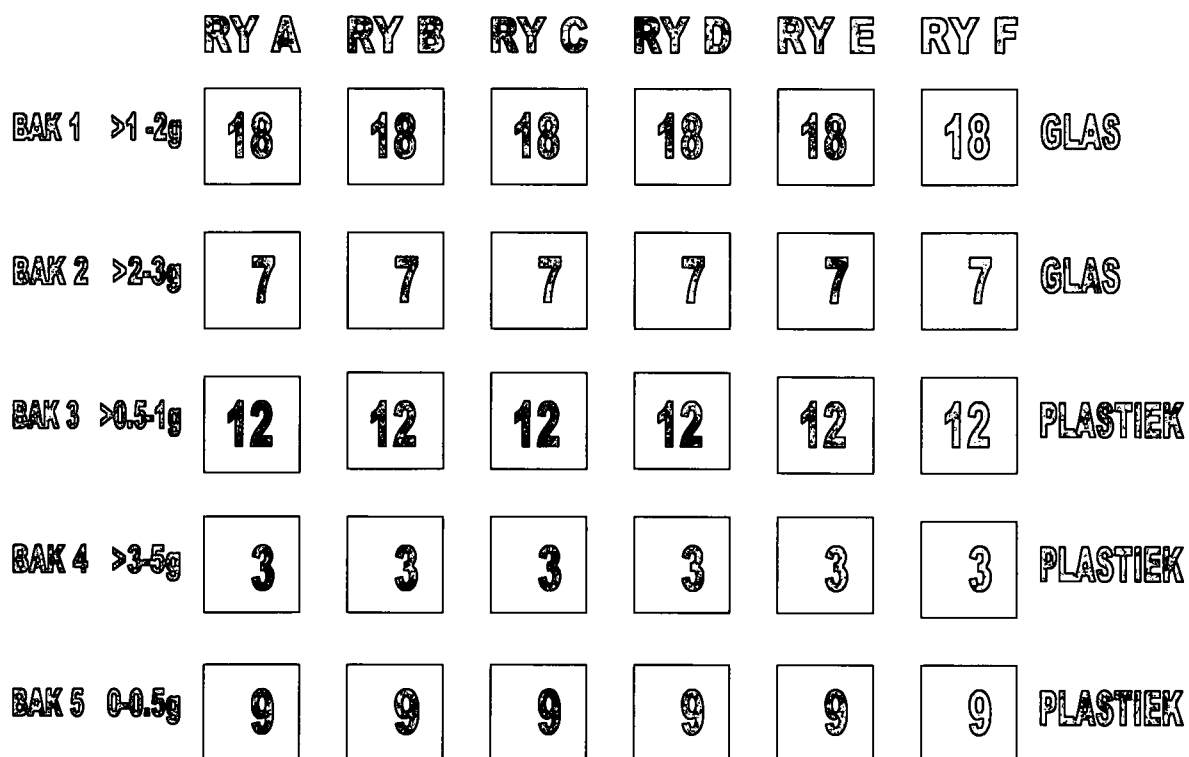 RY A RY B RY C RY D RY E RY F
BAK 1 >1 -2g 18 18 18 18 18 18 GLAS
BAK 2 >2-3g 7 7 7 7 7 7 GLAS
BAK 3 >0.5-1g 12 12 12 12 12 12 PLASTIEK
BAK 4 >3-5g 3 3 3 3 3 3 PLASTIEK
BAK 5 0-0.5g 9 9 9 9 9 9 PLASTIEK